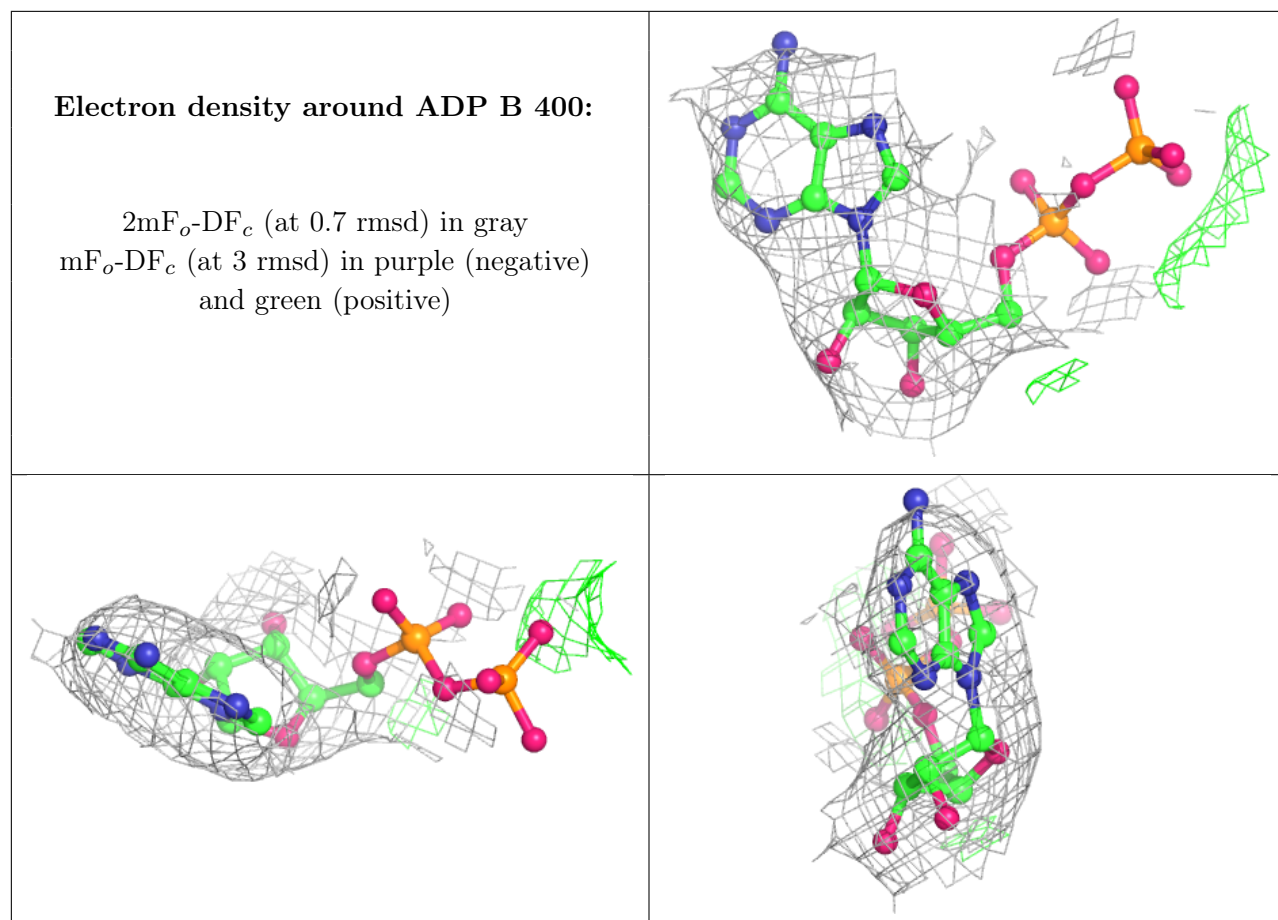 Electron density around ADP B 400:
2mFo-DFc (at 0.7 rmsd) in gray
mFo-DFc (at 3 rmsd) in purple (negative)
and green (positive)